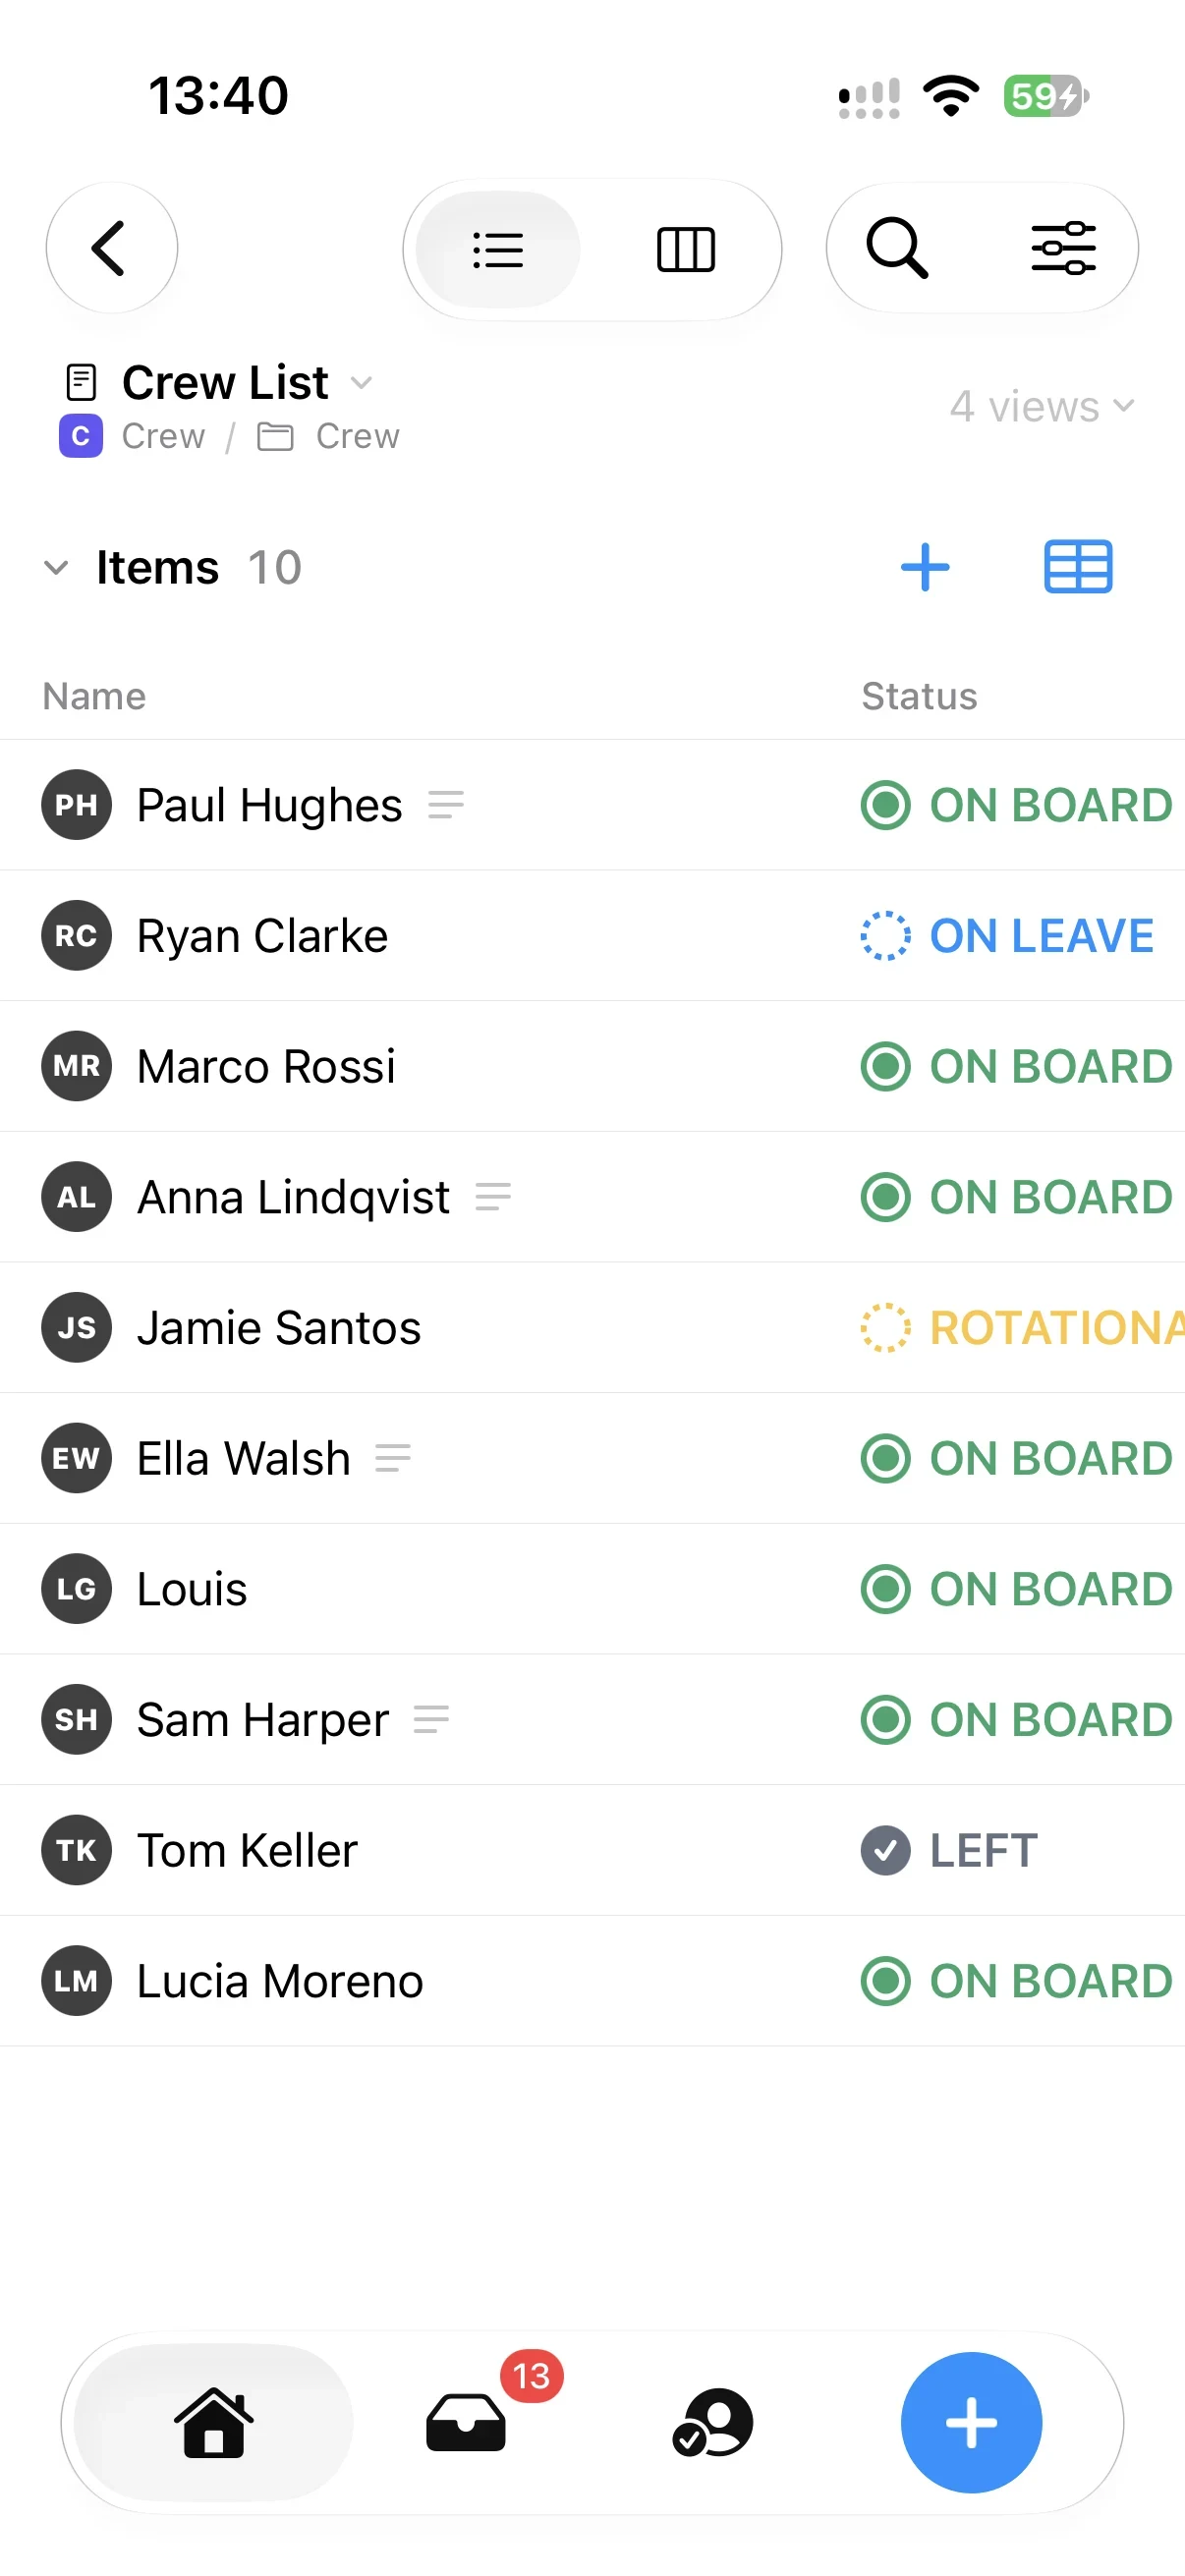 13:40
59
Crew List
4 views
C Crew / Crew
Items 10
Name Status
PH Paul Hughes ON BOARD
RC Ryan Clarke ON LEAVE
MR Marco Rossi ON BOARD
AL Anna Lindqvist ON BOARD
JS Jamie Santos ROTATIONA
EW Ella Walsh ON BOARD
LG Louis ON BOARD
SH Sam Harper ON BOARD
TK Tom Keller LEFT
LM Lucia Moreno ON BOARD
13